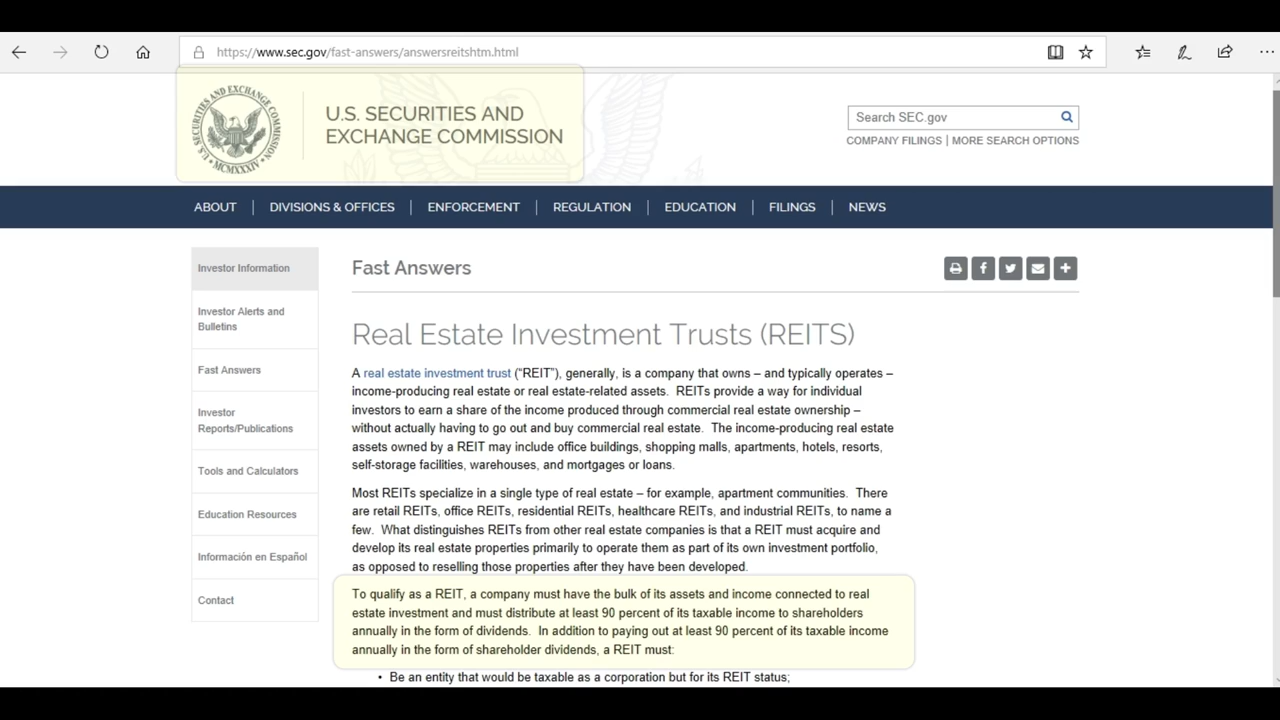 https://www.sec.gov/fast-answers/answersreitshtm.html
U.S. SECURITIES AND EXCHANGE COMMISSION
MCMXXXIV
U.S. SECURITIES AND
EXCHANGE COMMISSION
Search SEC.gov
COMPANY FILINGS | MORE SEARCH OPTIONS
ABOUT | DIVISIONS & OFFICES | ENFORCEMENT | REGULATION | EDUCATION | FILINGS | NEWS
Investor Information
Investor Alerts and
Bulletins
Fast Answers
Investor
Reports/Publications
Tools and Calculators
Education Resources
Información en Español
Contact
Fast Answers
Real Estate Investment Trusts (REITS)
A real estate investment trust (“REIT”), generally, is a company that owns – and typically operates –
income-producing real estate or real estate-related assets. REITs provide a way for individual
investors to earn a share of the income produced through commercial real estate ownership –
without actually having to go out and buy commercial real estate. The income-producing real estate
assets owned by a REIT may include office buildings, shopping malls, apartments, hotels, resorts,
self-storage facilities, warehouses, and mortgages or loans.
Most REITs specialize in a single type of real estate – for example, apartment communities. There
are retail REITs, office REITs, residential REITs, healthcare REITs, and industrial REITs, to name a
few. What distinguishes REITs from other real estate companies is that a REIT must acquire and
develop its real estate properties primarily to operate them as part of its own investment portfolio,
as opposed to reselling those properties after they have been developed.
To qualify as a REIT, a company must have the bulk of its assets and income connected to real
estate investment and must distribute at least 90 percent of its taxable income to shareholders
annually in the form of dividends. In addition to paying out at least 90 percent of its taxable income
annually in the form of shareholder dividends, a REIT must:
• Be an entity that would be taxable as a corporation but for its REIT status;